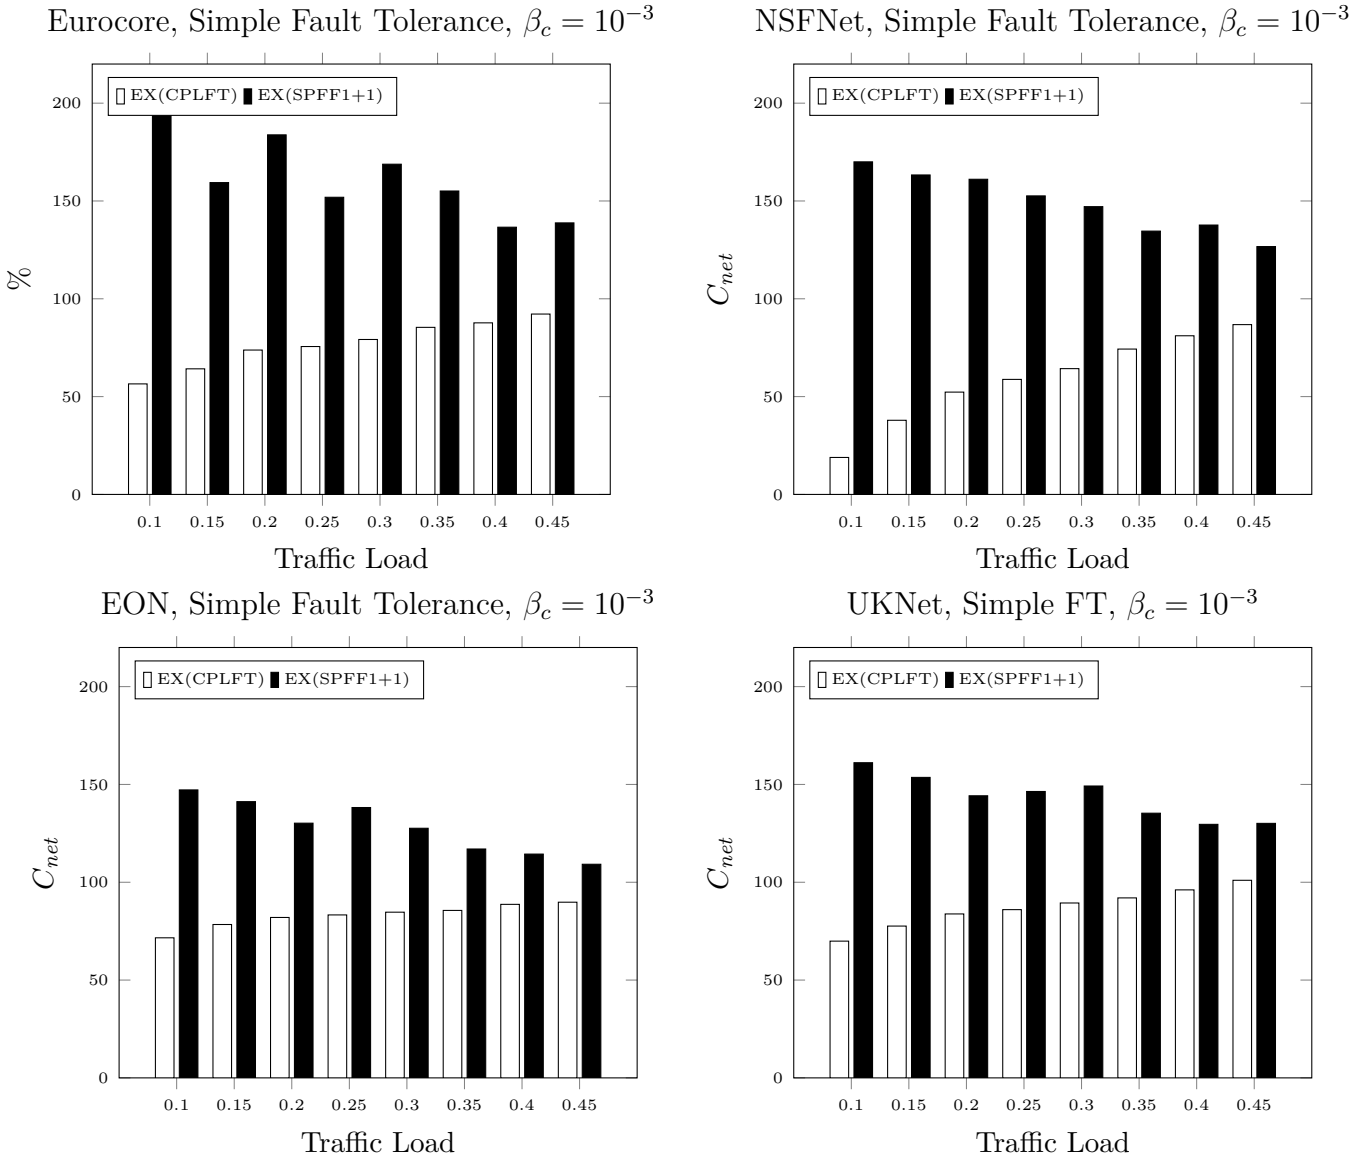 Eurocore, Simple Fault Tolerance, β_c = 10^{−3}
EX(CPLFT) EX(SPFF1+1)
200
150
100
50
0
%
0.1 0.15 0.2 0.25 0.3 0.35 0.4 0.45
Traffic Load
NSFNet, Simple Fault Tolerance, β_c = 10^{−3}
EX(CPLFT) EX(SPFF1+1)
200
150
100
50
0
C_{net}
0.1 0.15 0.2 0.25 0.3 0.35 0.4 0.45
Traffic Load
EON, Simple Fault Tolerance, β_c = 10^{−3}
EX(CPLFT) EX(SPFF1+1)
200
150
100
50
0
C_{net}
0.1 0.15 0.2 0.25 0.3 0.35 0.4 0.45
Traffic Load
UKNet, Simple FT, β_c = 10^{−3}
EX(CPLFT) EX(SPFF1+1)
200
150
100
50
0
C_{net}
0.1 0.15 0.2 0.25 0.3 0.35 0.4 0.45
Traffic Load